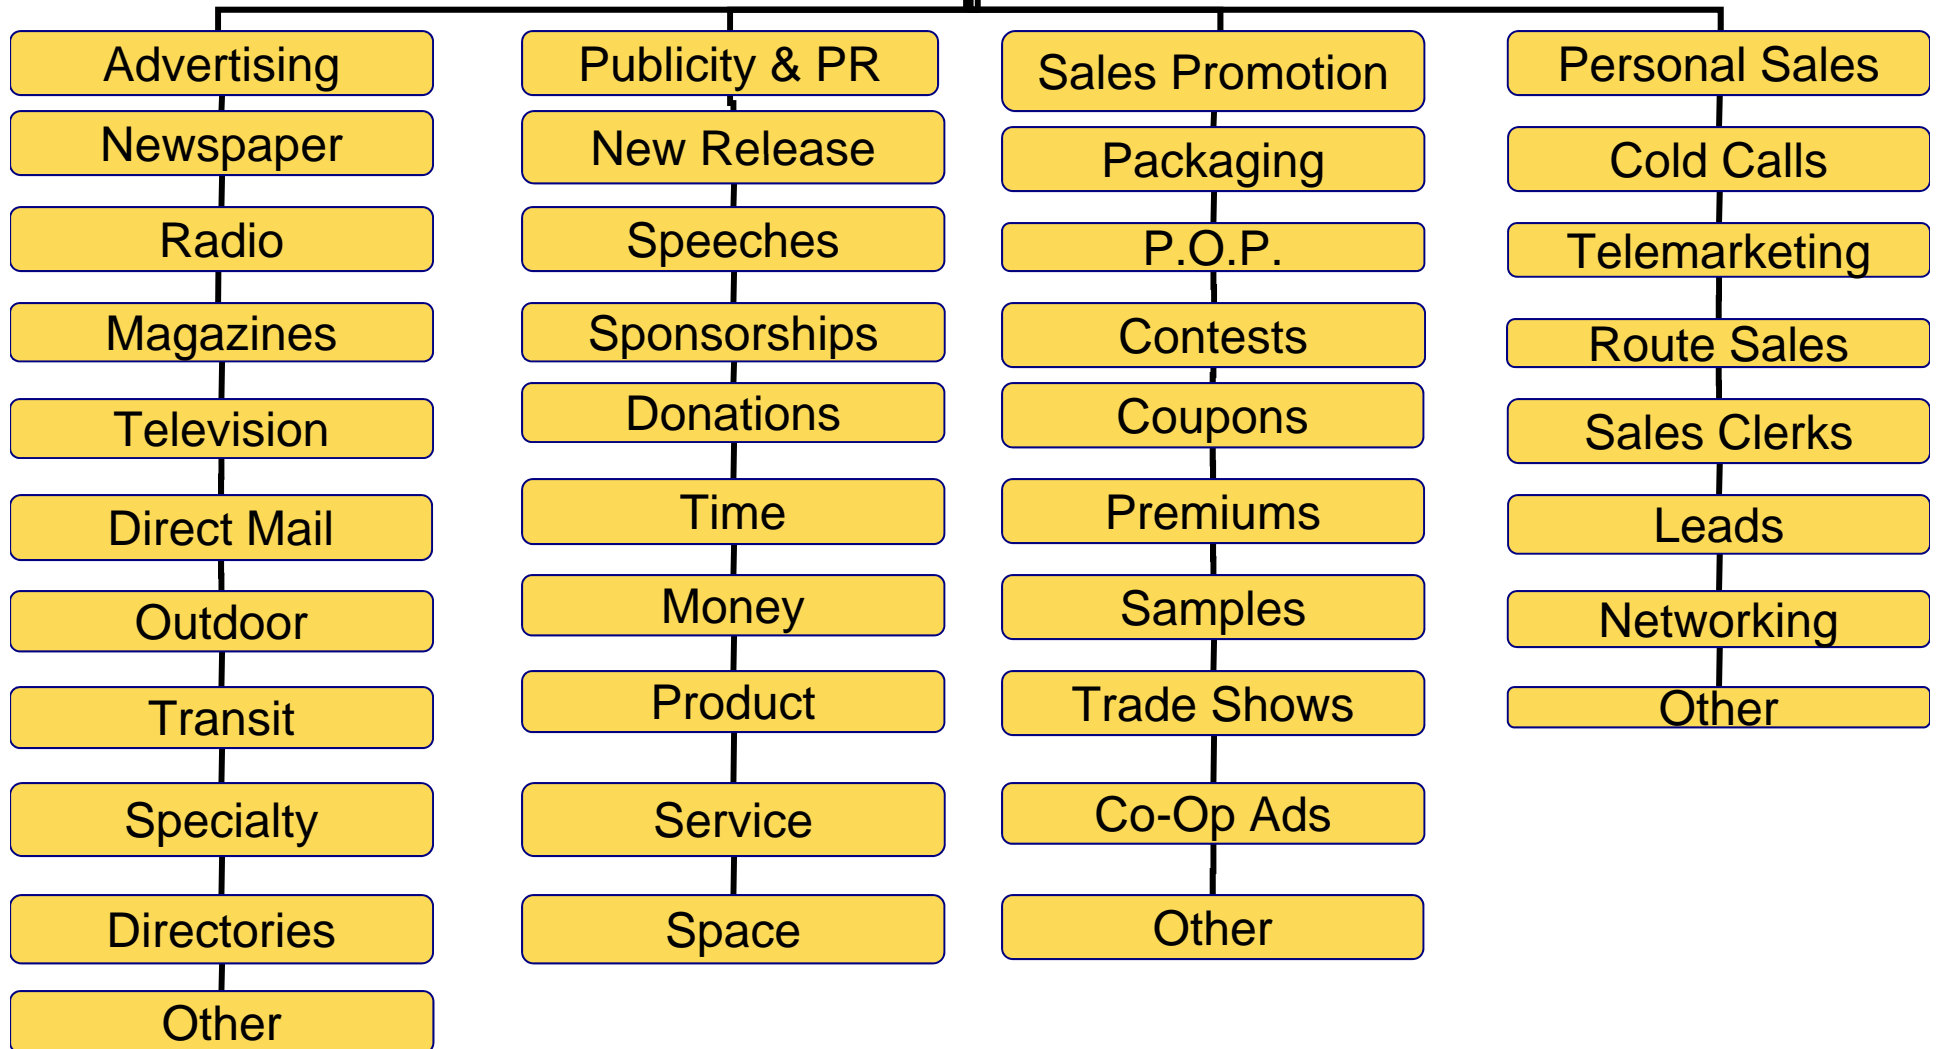 Advertising
Newspaper
Radio
Magazines
Television
Direct Mail
Outdoor
Transit
Specialty
Directories
Other
Publicity & PR
New Release
Speeches
Sponsorships
Donations
Time
Money
Product
Service
Space
Sales Promotion
Packaging
P.O.P.
Contests
Coupons
Premiums
Samples
Trade Shows
Co-Op Ads
Other
Personal Sales
Cold Calls
Telemarketing
Route Sales
Sales Clerks
Leads
Networking
Other